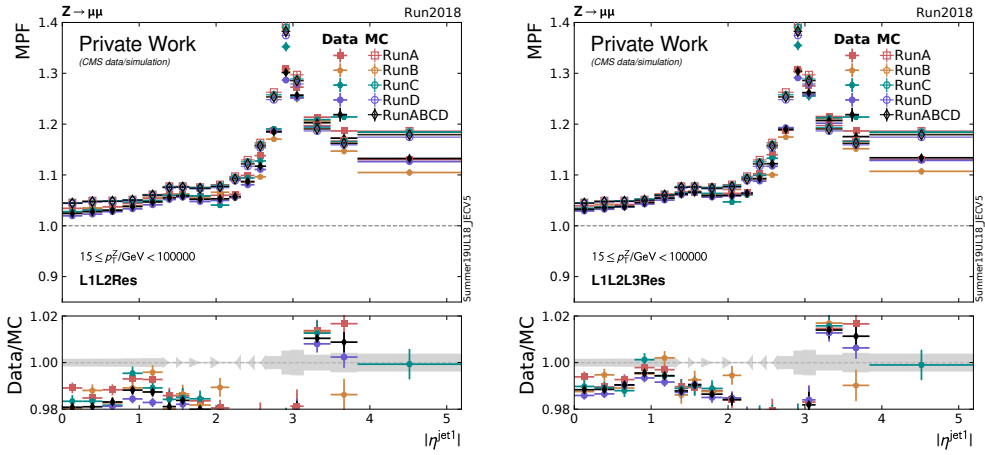 Z → μμ Run2018
MPF
1.4
1.3
1.2
1.1
1.0
0.9
Private Work
(CMS data/simulation)
Data MC
RunA
RunB
RunC
RunD
RunABCD
15 ≤ p_T^Z/GeV < 100000
L1L2Res
Summer19UL18_JECV5
Data/MC
1.02
1.00
0.98
0 1 2 3 4 5
|η^jet1|
Z → μμ Run2018
MPF
1.4
1.3
1.2
1.1
1.0
0.9
Private Work
(CMS data/simulation)
Data MC
RunA
RunB
RunC
RunD
RunABCD
15 ≤ p_T^Z/GeV < 100000
L1L2L3Res
Summer19UL18_JECV5
Data/MC
1.02
1.00
0.98
0 1 2 3 4 5
|η^jet1|